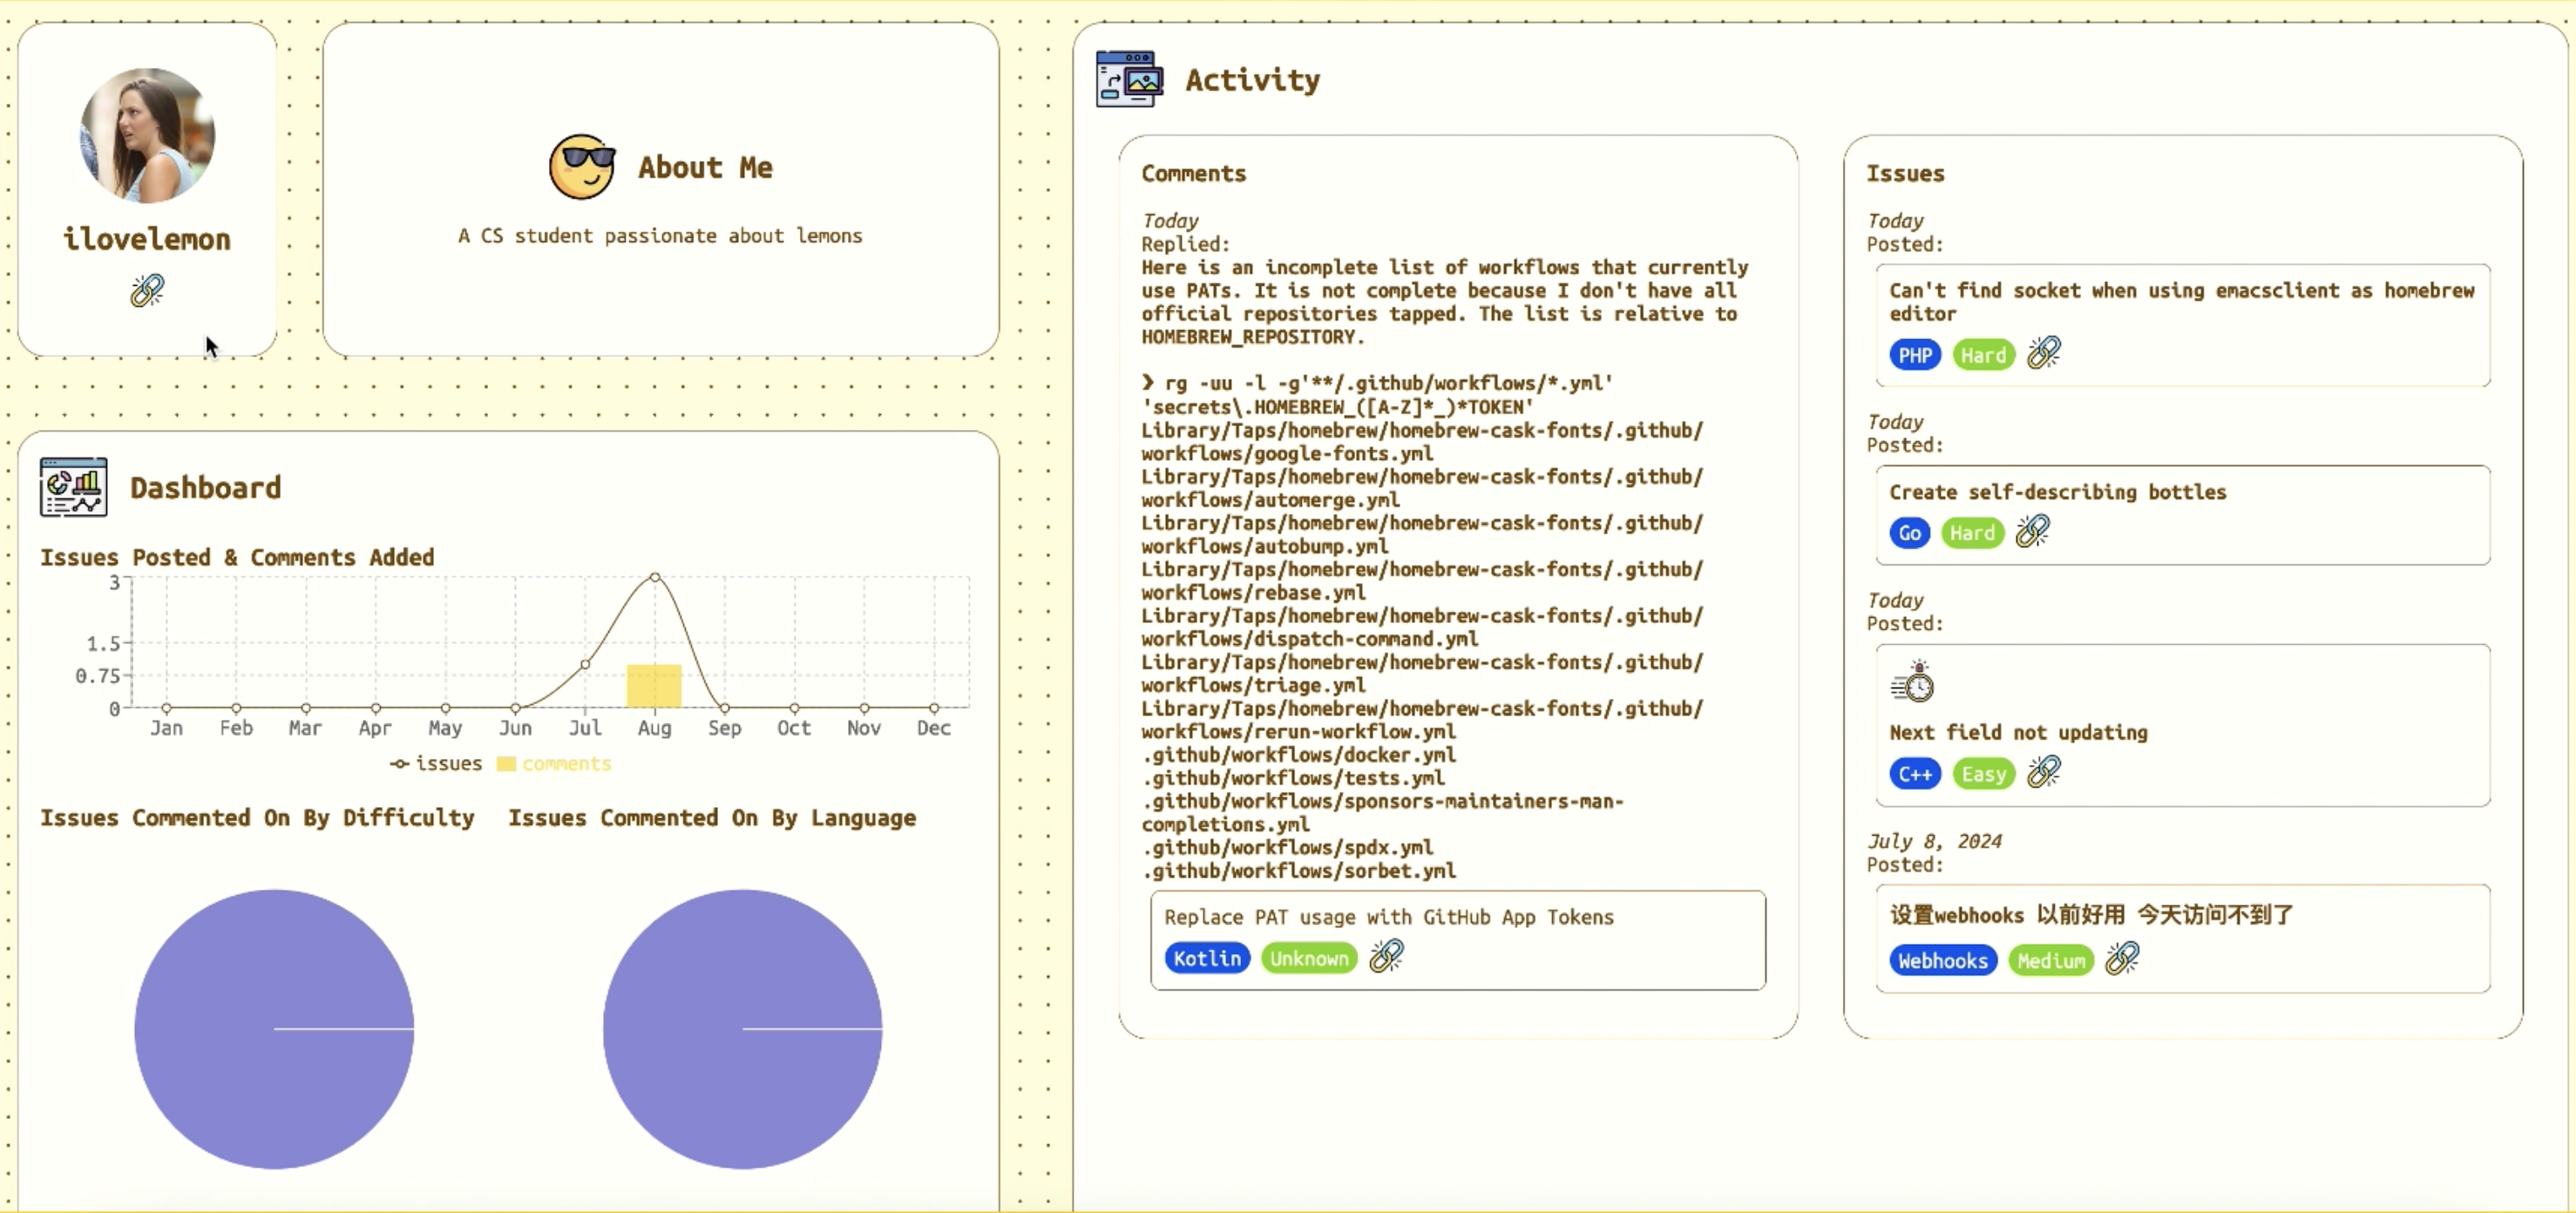 ilovelemon
About Me
A CS student passionate about lemons
Dashboard
Issues Posted & Comments Added
3
1.5
0.75
0
Jan Feb Mar Apr May Jun Jul Aug Sep Oct Nov Dec
issues comments
Issues Commented On By Difficulty
Issues Commented On By Language
Activity
Comments
Today
Replied:
Here is an incomplete list of workflows that currently
use PATs. It is not complete because I don't have all
official repositories tapped. The list is relative to
HOMEBREW_REPOSITORY.
❯ rg -uu -l -g'**/.github/workflows/*.yml'
'secrets\.HOMEBREW_([A-Z]*_)*TOKEN'
Library/Taps/homebrew/homebrew-cask-fonts/.github/
workflows/google-fonts.yml
Library/Taps/homebrew/homebrew-cask-fonts/.github/
workflows/automerge.yml
Library/Taps/homebrew/homebrew-cask-fonts/.github/
workflows/autobump.yml
Library/Taps/homebrew/homebrew-cask-fonts/.github/
workflows/rebase.yml
Library/Taps/homebrew/homebrew-cask-fonts/.github/
workflows/dispatch-command.yml
Library/Taps/homebrew/homebrew-cask-fonts/.github/
workflows/triage.yml
Library/Taps/homebrew/homebrew-cask-fonts/.github/
workflows/rerun-workflow.yml
.github/workflows/docker.yml
.github/workflows/tests.yml
.github/workflows/sponsors-maintainers-man-
completions.yml
.github/workflows/spdx.yml
.github/workflows/sorbet.yml
Replace PAT usage with GitHub App Tokens
Kotlin Unknown
Issues
Today
Posted:
Can't find socket when using emacsclient as homebrew
editor
PHP Hard
Today
Posted:
Create self-describing bottles
Go Hard
Today
Posted:
Next field not updating
C++ Easy
July 8, 2024
Posted:
设置webhooks 以前好用 今天访问不到了
Webhooks Medium